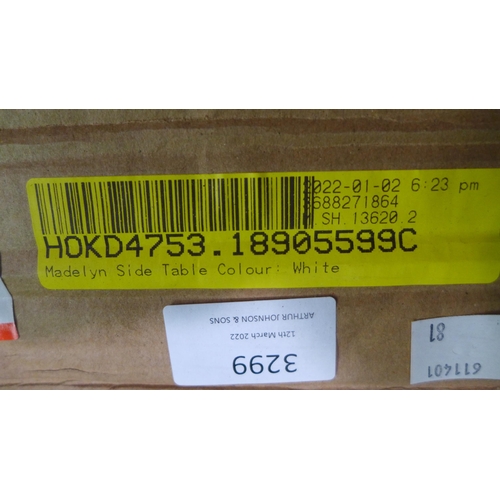 2022-01-02 6:23 pm
3688271864
SH.13620.2
HOKD4753.18905599C
Madelyn Side Table Colour: White
3299
12th March 2022
ARTHUR JOHNSON & SONS
611401
81